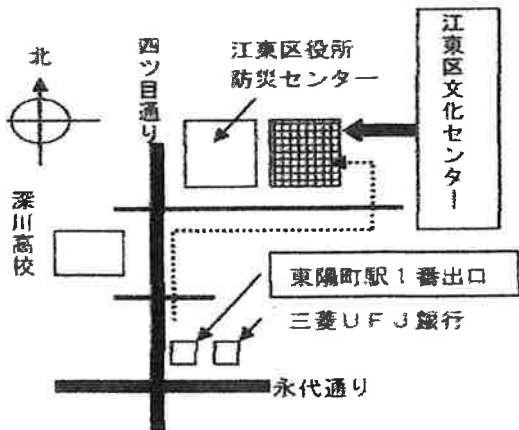 北
四ツ目通り
江東区役所
防災センター
江東区文化センター
深川高校
東陽町駅1番出口
三菱UFJ銀行
永代通り